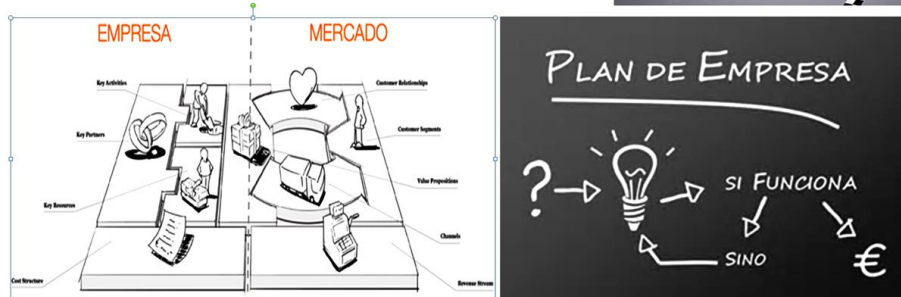 EMPRESA
MERCADO
Key Activities
Customer Relationships
Key Partners
Customer Segments
Value Propositions
Key Resources
Channels
Cost Structure
Revenue Stream
PLAN DE EMPRESA
?
SI FUNCIONA
SINO
€